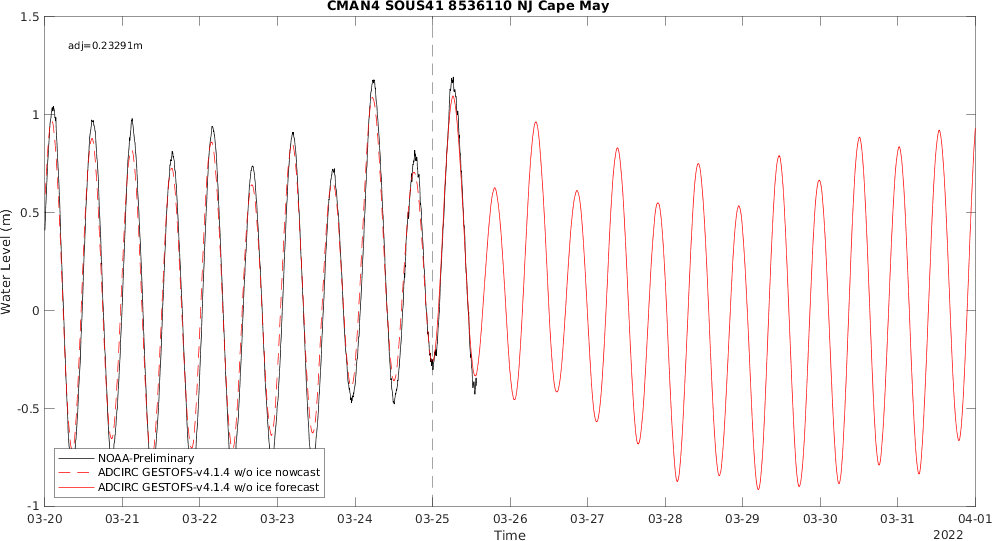 CMAN4 SOUS41 8536110 NJ Cape May
1.5
adj=0.23291m
1
0.5
Water Level (m)
0
-0.5
NOAA-Preliminary
ADCIRC GESTOFS-v4.1.4 w/o ice nowcast
ADCIRC GESTOFS-v4.1.4 w/o ice forecast
-1
03-20 03-21 03-22 03-23 03-24 03-25 03-26 03-27 03-28 03-29 03-30 03-31 04-01
Time
2022